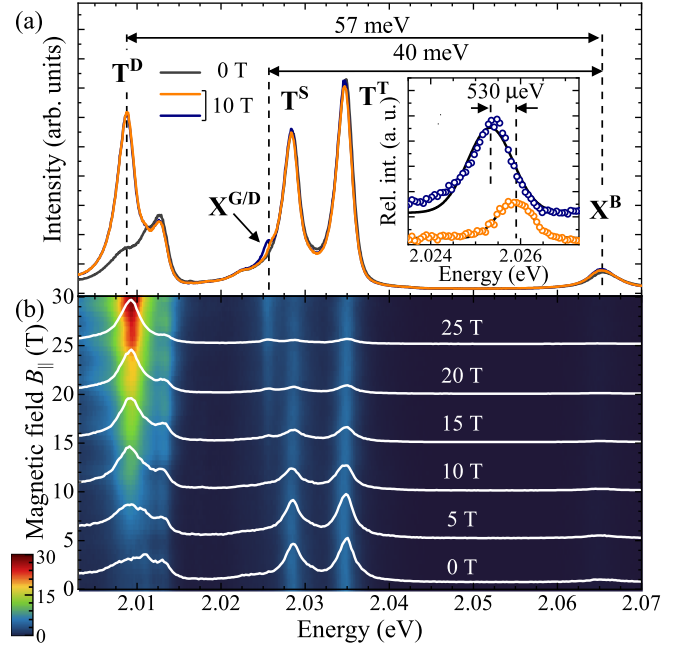 (a)
57 meV
40 meV
T^D
0 T
10 T
T^S
T^T
X^G/D
X^B
530 μeV
Rel. int. (a. u.)
2.024 2.026
Energy (eV)
Intensity (arb. units)
(b)
30
25
20
15
10
5
0
Magnetic field B_∥ (T)
25 T
20 T
15 T
10 T
5 T
0 T
30
15
0
2.01 2.02 2.03 2.04 2.05 2.06 2.07
Energy (eV)